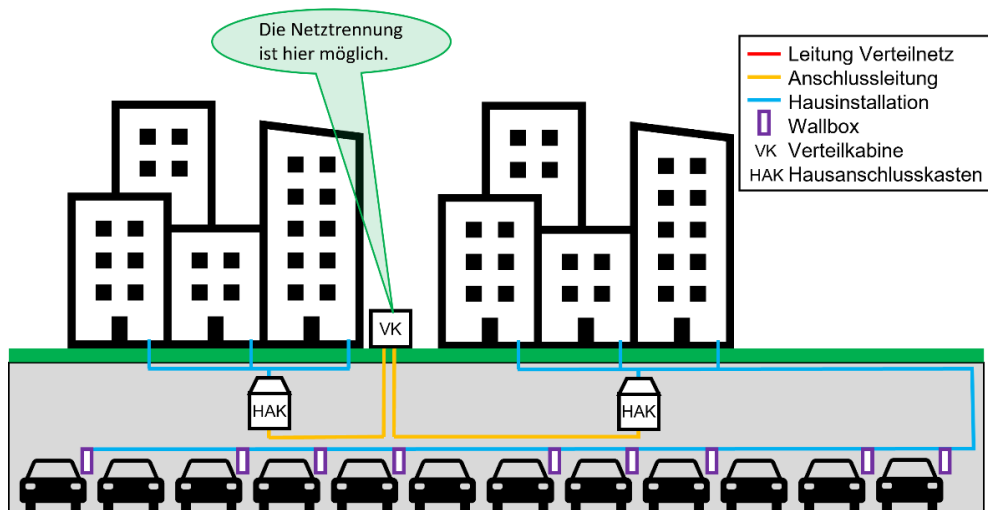 Die Netztrennung
ist hier möglich.
Leitung Verteilnetz
Anschlussleitung
Hausinstallation
Wallbox
VK Verteilkabine
HAK Hausanschlusskasten
VK
HAK
HAK